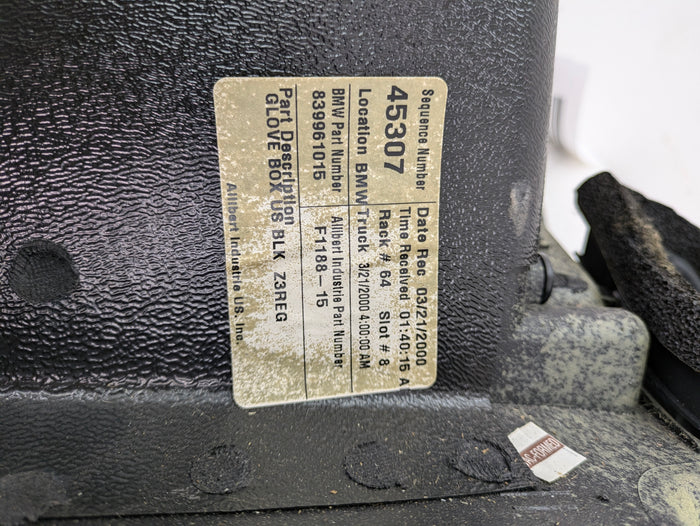 Sequence Number
45307
Date Rec 03/21/2000
Time Received 01:40:15 A
Location BMW Truck 3/21/2000 4:00:00 AM
Rack # 64 Slot # 8
BMW Part Number
839961015
Allibert Industrie Part Number
F1188-15
Part Description
GLOVE BOX US BLK Z3REG
Allibert Industrie US, Inc.